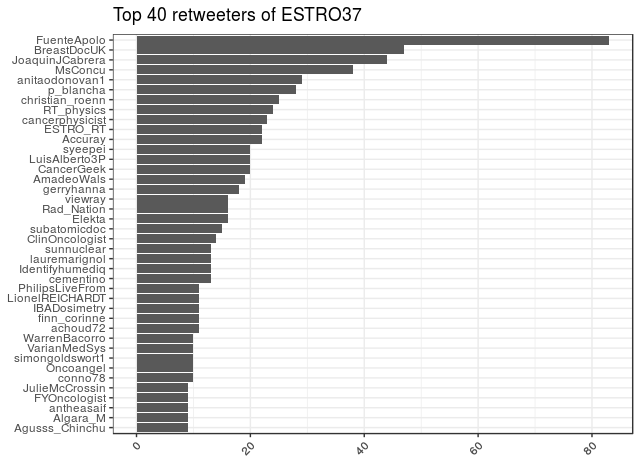 Top 40 retweeters of ESTRO37
FuenteApolo
BreastDocUK
JoaquinJCabrera
MsConcu
anitaodonovan1
p_blancha
christian_roenn
RT_physics
cancerphysicist
ESTRO_RT
Accuray
syeepei
LuisAlberto3P
CancerGeek
AmadeoWals
gerryhanna
viewray
Rad_Nation
Elekta
subatomicdoc
ClinOncologist
sunnuclear
lauremarignol
Identifyhumediq
cementino
PhilipsLiveFrom
LionelREICHARDT
IBADosimetry
finn_corinne
achoud72
WarrenBacorro
VarianMedSys
simongoldswort1
Oncoangel
conno78
JulieMcCrossin
FYOncologist
antheasaif
Algara_M
Agusss_Chinchu
0 20 40 60 80